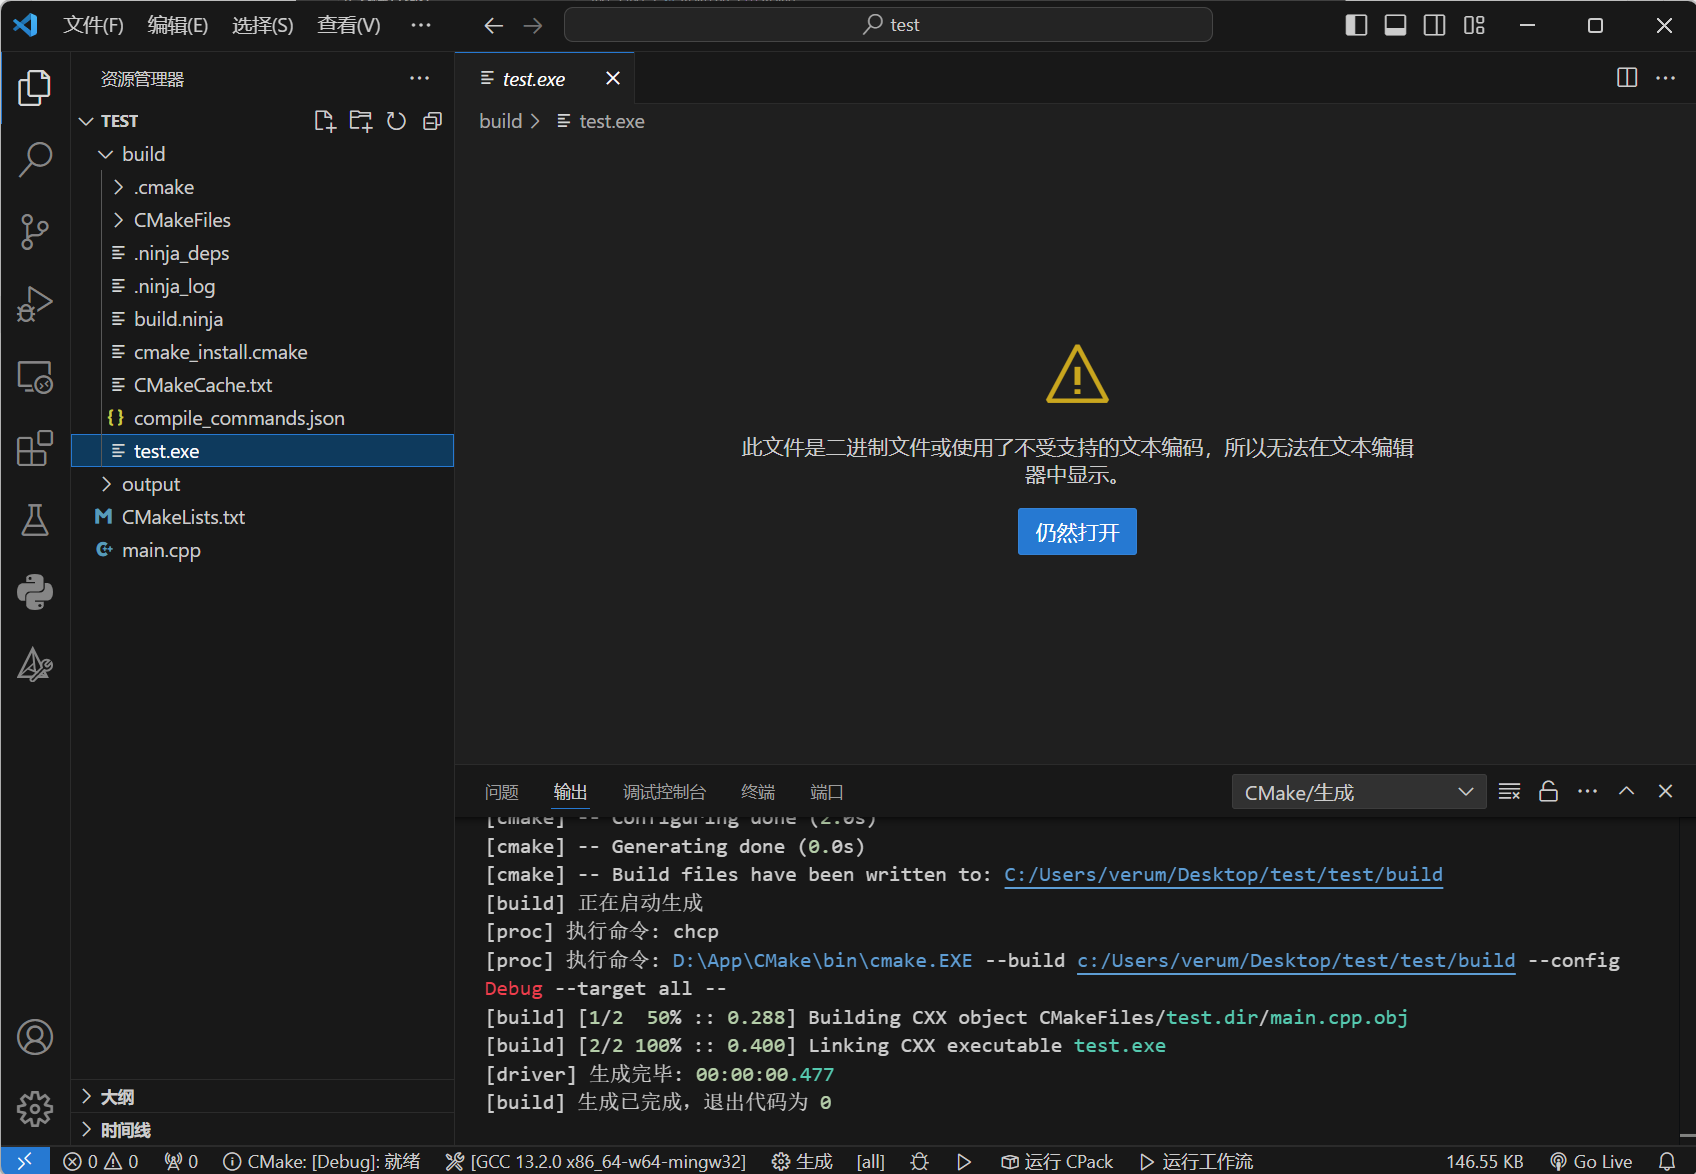 文件(F) 编辑(E) 选择(S) 查看(V) ··· test
资源管理器 ···
TEST
build
.cmake
CMakeFiles
.ninja_deps
.ninja_log
build.ninja
cmake_install.cmake
CMakeCache.txt
{} compile_commands.json
test.exe
output
CMakeLists.txt
main.cpp
大纲
时间线
test.exe
build > test.exe
此文件是二进制文件或使用了不受支持的文本编码，所以无法在文本编辑
器中显示。
仍然打开
问题 输出 调试控制台 终端 端口 CMake/生成
[cmake] -- Configuring done (2.0s)
[cmake] -- Generating done (0.0s)
[cmake] -- Build files have been written to: C:/Users/verum/Desktop/test/test/build
[build] 正在启动生成
[proc] 执行命令: chcp
[proc] 执行命令: D:\App\CMake\bin\cmake.EXE --build c:/Users/verum/Desktop/test/test/build --config
Debug --target all --
[build] [1/2  50% :: 0.288] Building CXX object CMakeFiles/test.dir/main.cpp.obj
[build] [2/2 100% :: 0.400] Linking CXX executable test.exe
[driver] 生成完毕: 00:00:00.477
[build] 生成已完成，退出代码为 0
0 0 0 CMake: [Debug]: 就绪 [GCC 13.2.0 x86_64-w64-mingw32] 生成 [all] 运行 CPack 运行工作流 146.55 KB Go Live